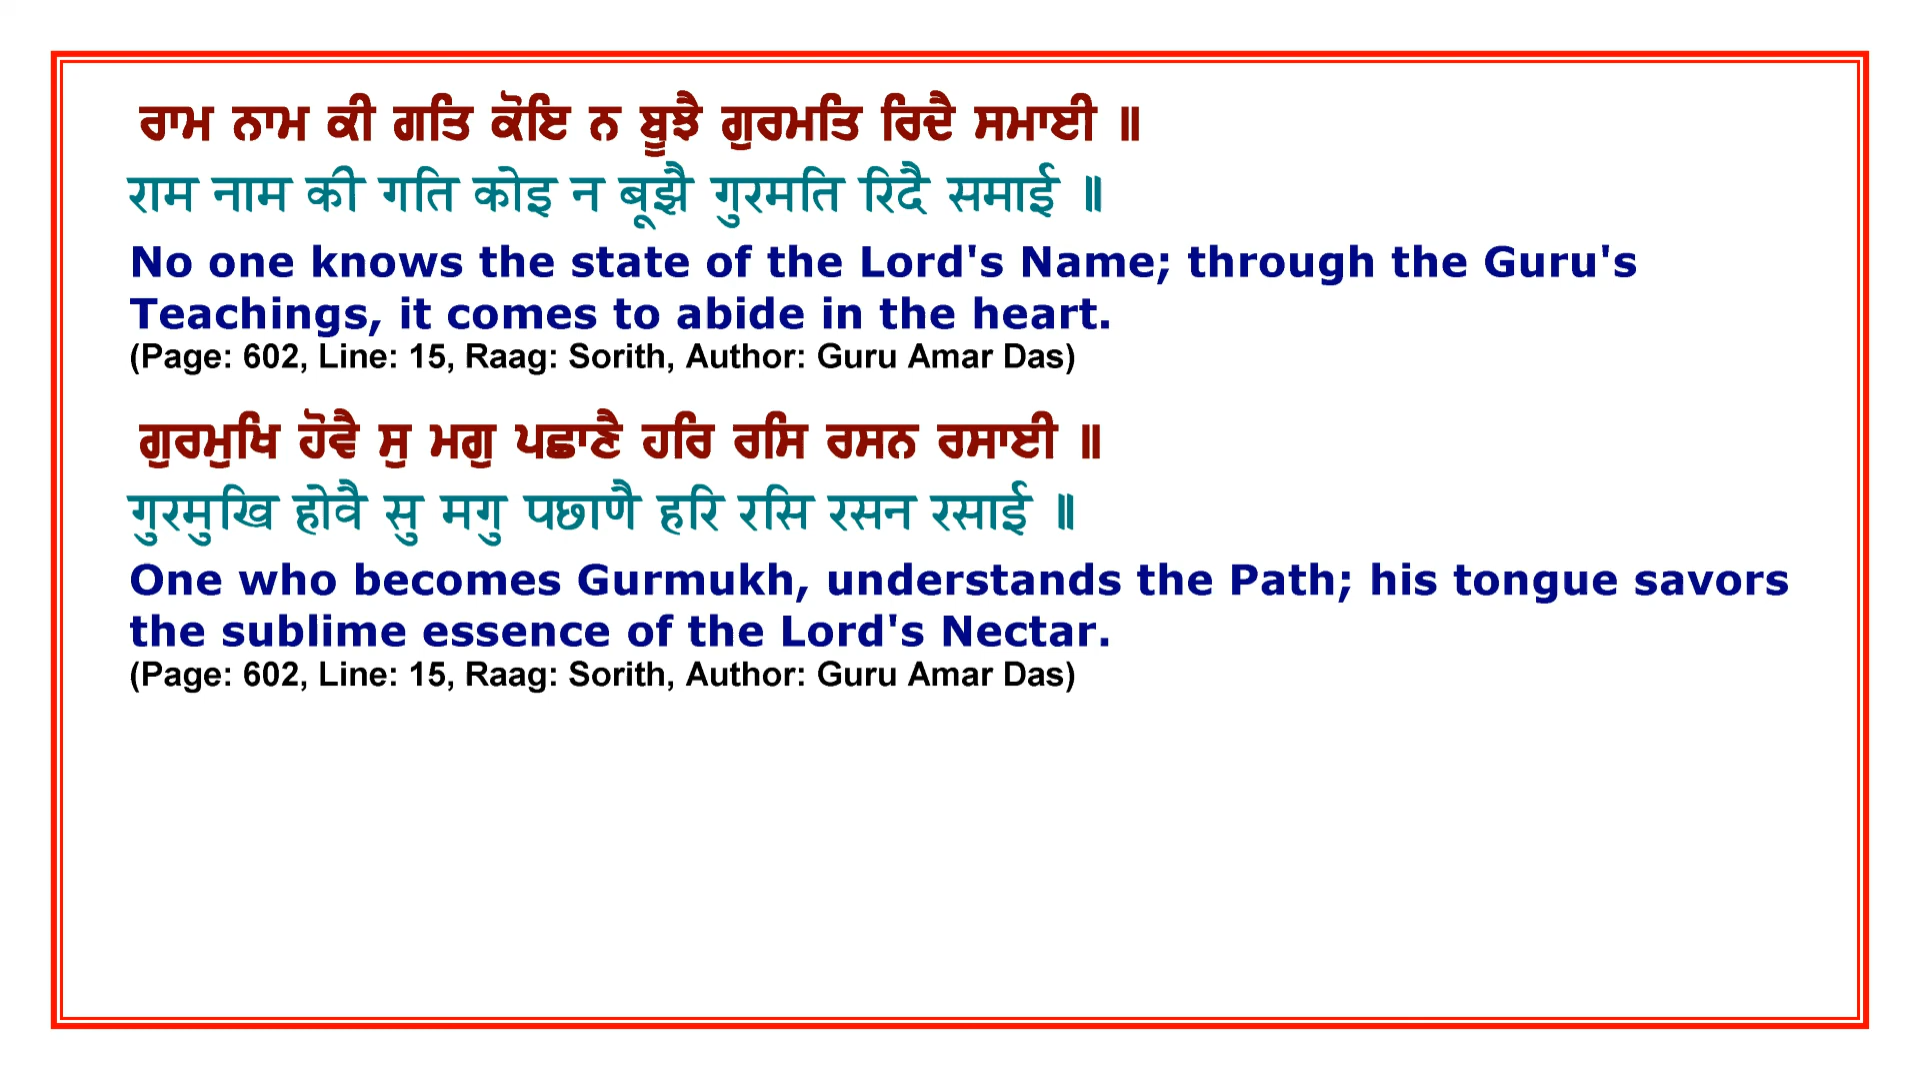 ਰਾਮ ਨਾਮ ਕੀ ਗਤਿ ਕੋਇ ਨ ਬੂਝੈ ਗੁਰਮਤਿ ਰਿਦੈ ਸਮਾਈ ॥
राम नाम की गति कोइ न बूझै गुरमति रिदै समाई ॥
No one knows the state of the Lord's Name; through the Guru's
Teachings, it comes to abide in the heart.
(Page: 602, Line: 15, Raag: Sorith, Author: Guru Amar Das)
ਗੁਰਮੁਖਿ ਹੋਵੈ ਸੁ ਮਗੁ ਪਛਾਣੈ ਹਰਿ ਰਸਿ ਰਸਨ ਰਸਾਈ ॥
गुरमुखि होवै सु मगु पछाणै हरि रसि रसन रसाई ॥
One who becomes Gurmukh, understands the Path; his tongue savors
the sublime essence of the Lord's Nectar.
(Page: 602, Line: 15, Raag: Sorith, Author: Guru Amar Das)